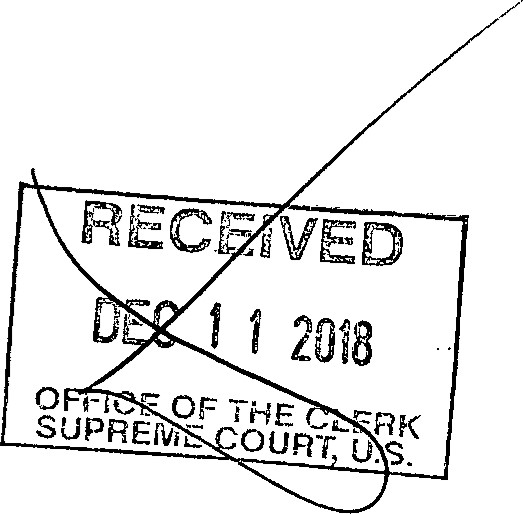 RECEIVED
DEC 11 2018
OFFICE OF THE CLERK
SUPREME COURT, U.S.